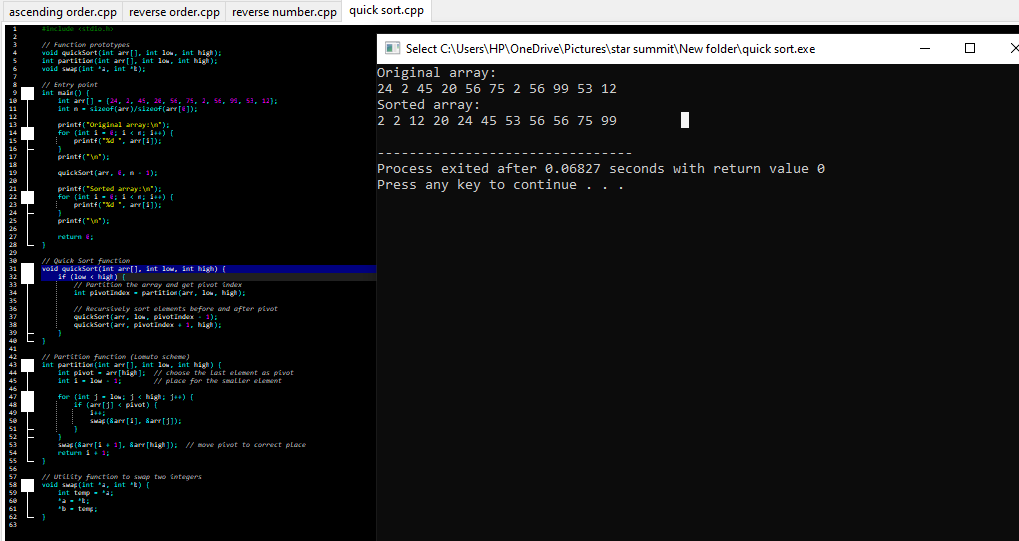 ascending order.cpp reverse order.cpp reverse number.cpp quick sort.cpp
1 #include <stdio.h>
2
3 // Function prototypes
4 void quickSort(int arr[], int low, int high);
5 int partition(int arr[], int low, int high);
6 void swap(int *a, int *b);
7
8 // Entry point
9 int main() {
10 int arr[] = {24, 2, 45, 20, 56, 75, 2, 56, 99, 53, 12};
11 int n = sizeof(arr)/sizeof(arr[0]);
12
13 printf("Original array:\n");
14 for (int i = 0; i < n; i++) {
15 printf("%d ", arr[i]);
16 }
17 printf("\n");
18
19 quickSort(arr, 0, n - 1);
20
21 printf("Sorted array:\n");
22 for (int i = 0; i < n; i++) {
23 printf("%d ", arr[i]);
24 }
25 printf("\n");
26
27 return 0;
28 }
29
30 // Quick Sort function
31 void quickSort(int arr[], int low, int high) {
32 if (low < high) {
33 // Partition the array and get pivot index
34 int pivotIndex = partition(arr, low, high);
35
36 // Recursively sort elements before and after pivot
37 quickSort(arr, low, pivotIndex - 1);
38 quickSort(arr, pivotIndex + 1, high);
39 }
40 }
41
42 // Partition function (Lomuto scheme)
43 int partition(int arr[], int low, int high) {
44 int pivot = arr[high]; // choose the last element as pivot
45 int i = low - 1; // place for the smaller element
46
47 for (int j = low; j < high; j++) {
48 if (arr[j] < pivot) {
49 i++;
50 swap(&arr[i], &arr[j]);
51 }
52 }
53 swap(&arr[i + 1], &arr[high]); // move pivot to correct place
54 return i + 1;
55 }
56
57 // Utility function to swap two integers
58 void swap(int *a, int *b) {
59 int temp = *a;
60 *a = *b;
61 *b = temp;
62 }
63
Select C:\Users\HP\OneDrive\Pictures\star summit\New folder\quick sort.exe
Original array:
24 2 45 20 56 75 2 56 99 53 12
Sorted array:
2 2 12 20 24 45 53 56 56 75 99
--------------------------------
Process exited after 0.06827 seconds with return value 0
Press any key to continue . . .